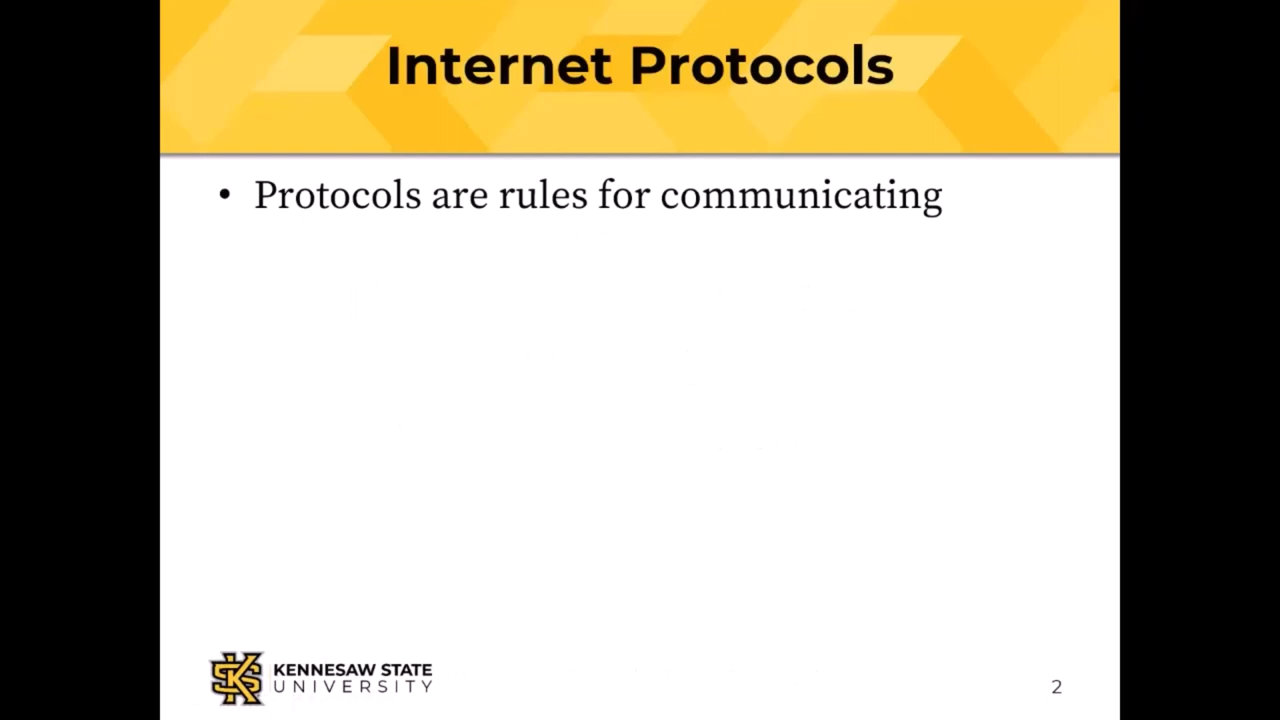 Internet Protocols
• Protocols are rules for communicating
KENNESAW STATE
UNIVERSITY
2